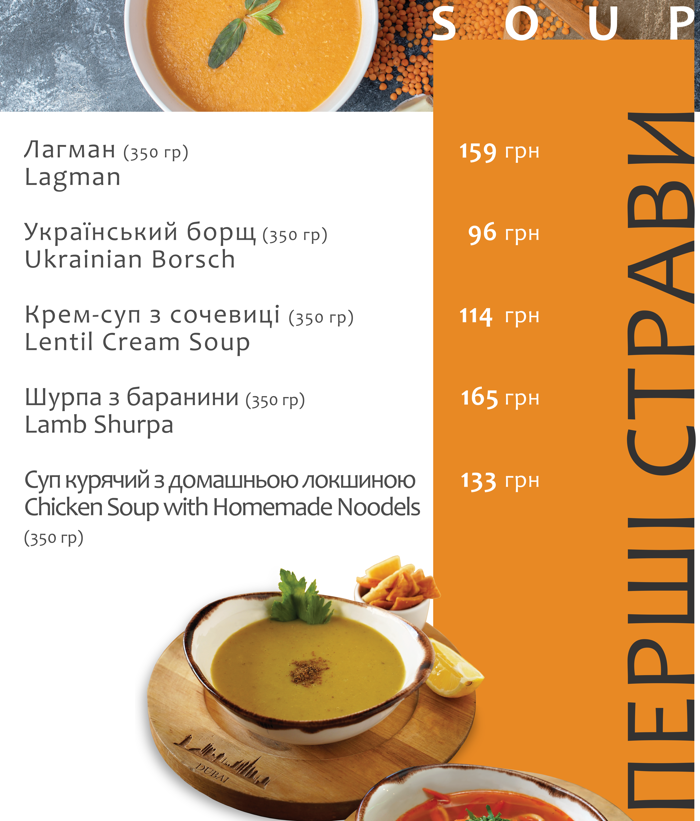 SOUP
ПЕРШІ СТРАВИ
Лагман (350 гр) 159 грн
Lagman
Український борщ (350 гр) 96 грн
Ukrainian Borsch
Крем-суп з сочевиці (350 гр) 114 грн
Lentil Cream Soup
Шурпа з баранини (350 гр) 165 грн
Lamb Shurpa
Суп курячий з домашньою локшиною 133 грн
Chicken Soup with Homemade Noodels
(350 гр)
DUBAI